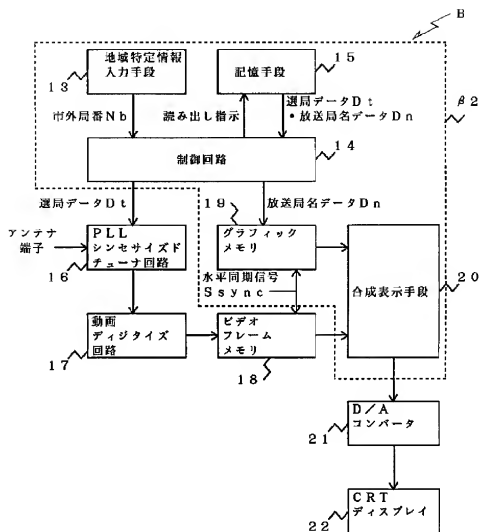 B
地域特定情報
入力手段
13
記憶手段
15
β2
市外局番Nb
読み出し指示
選局データDt
・放送局名データDn
制御回路
14
選局データDt
19
放送局名データDn
アンテナ
端子
PLL
シンセサイズド
チューナ回路
16
グラフィック
メモリ
合成表示手段
20
水平同期信号
Ssync
動画
ディジタイズ
回路
17
ビデオ
フレーム
メモリ
18
D/A
コンバータ
21
CRT
ディスプレイ
22